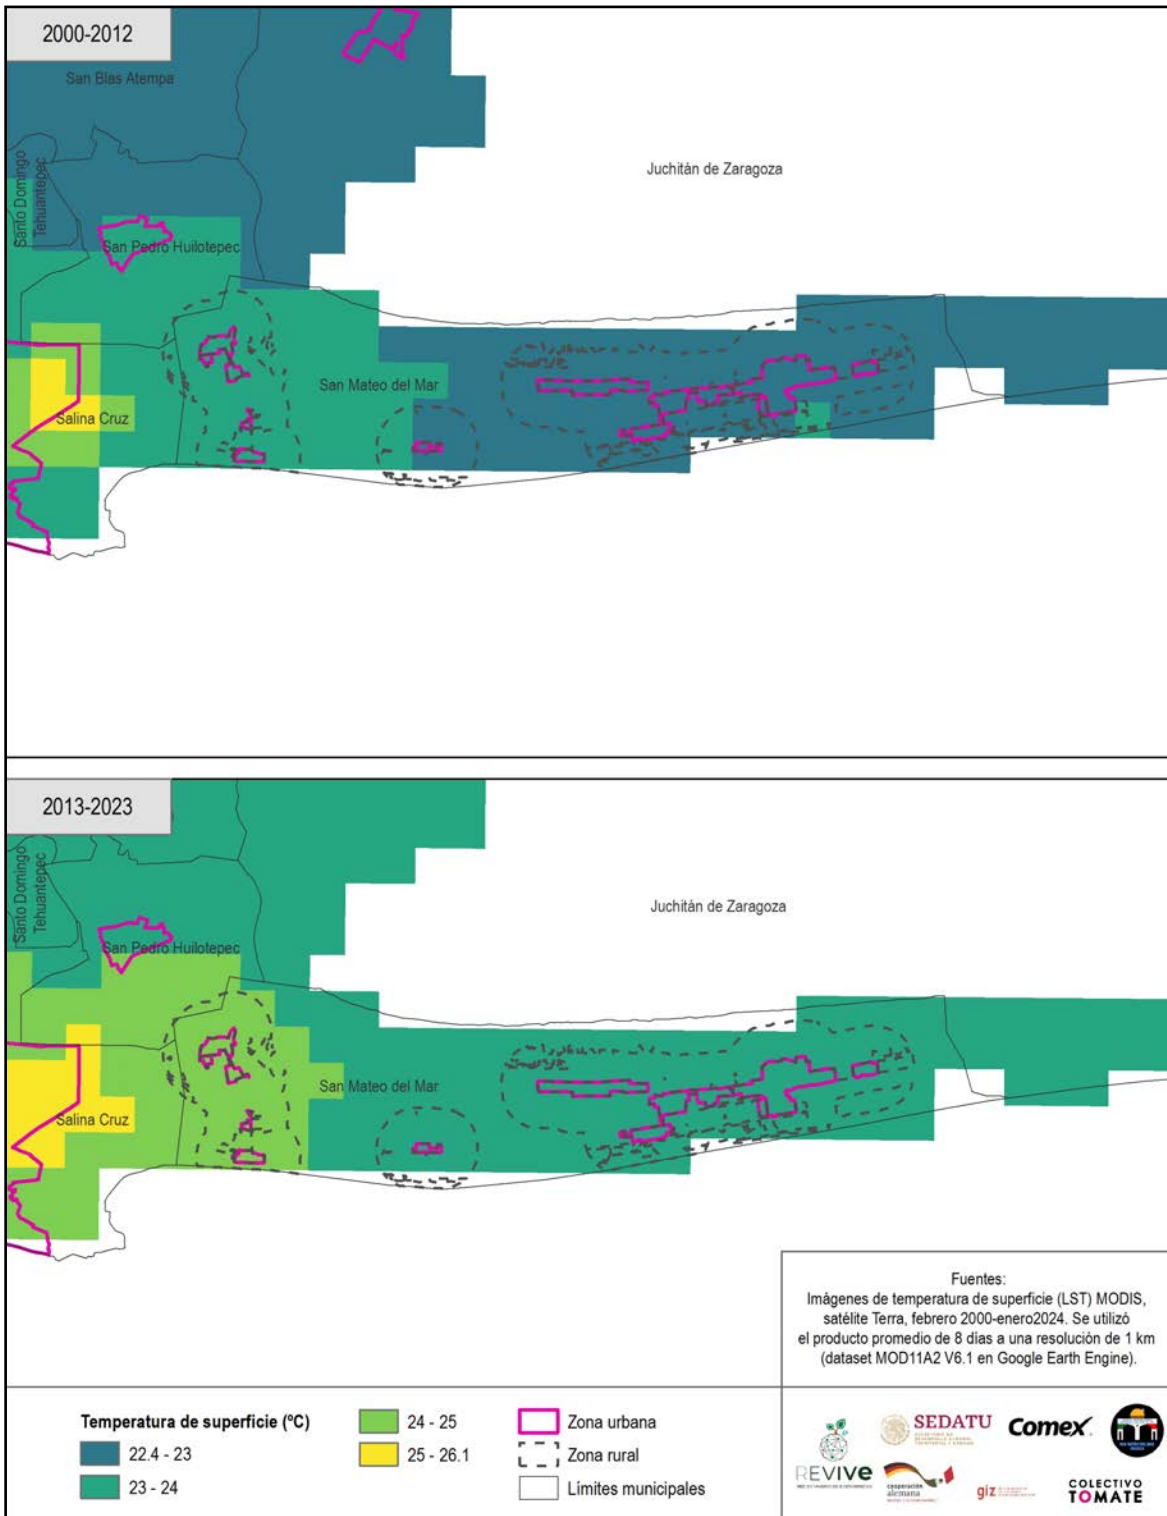 2000-2012
San Blas Atempa
Juchitán de Zaragoza
Santo Domingo
Tehuantepec
San Pedro Huilotepec
San Mateo del Mar
Salina Cruz
2013-2023
Santo Domingo
Tehuantepec
Juchitán de Zaragoza
San Pedro Huilotepec
San Mateo del Mar
Salina Cruz
Fuentes:
Imágenes de temperatura de superficie (LST) MODIS,
satélite Terra, febrero 2000-enero2024. Se utilizó
el producto promedio de 8 días a una resolución de 1 km
(dataset MOD11A2 V6.1 en Google Earth Engine).
Temperatura de superficie (ºC)
22.4 - 23
23 - 24
24 - 25
25 - 26.1
Zona urbana
Zona rural
Límites municipales
REVIVE
SEDATU
Comex
cooperación
alemana
giz
COLECTIVO
TOMATE